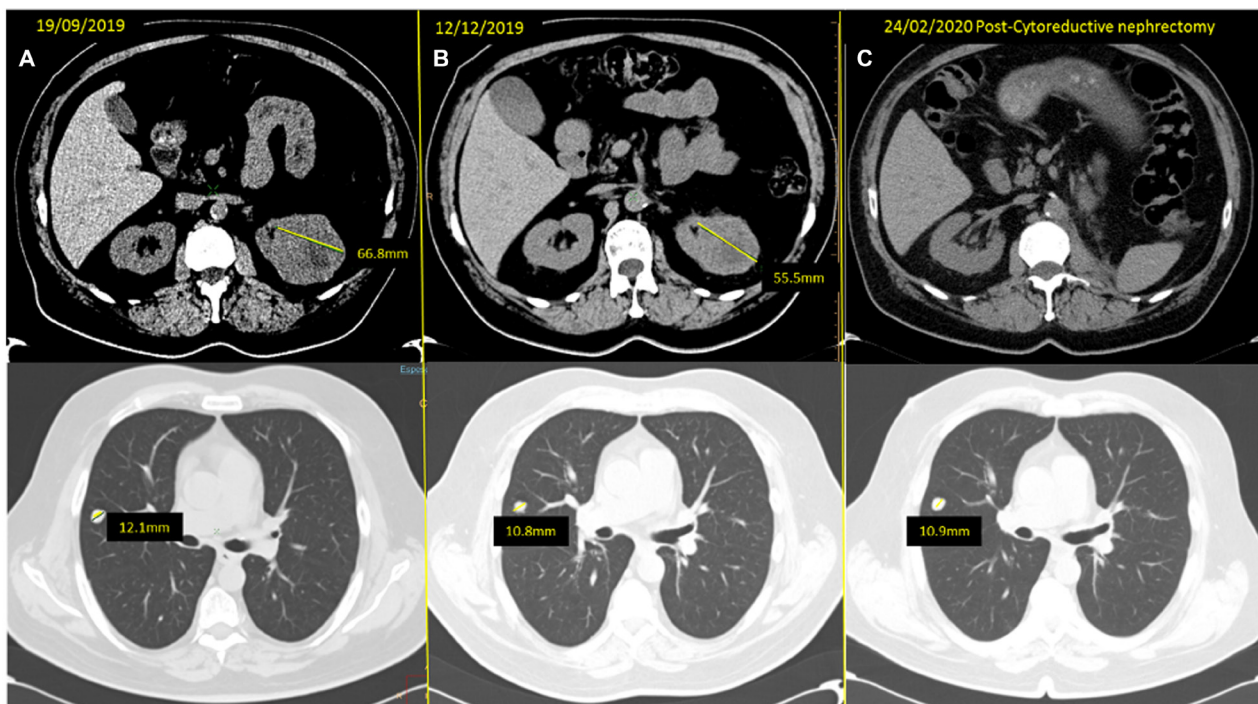 19/09/2019
A
66.8mm
12/12/2019
B
R
55.5mm
24/02/2020 Post-Cytoreductive nephrectomy
C
Espeso
12.1mm
10.8mm
10.9mm